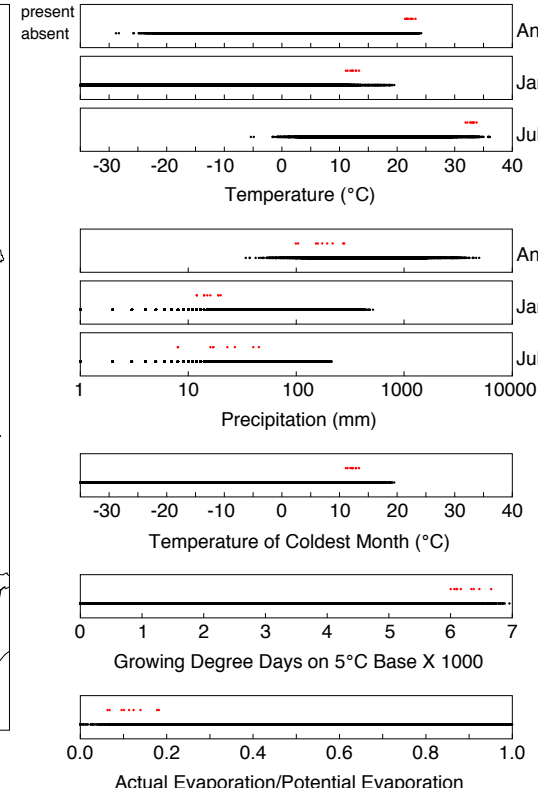 present
absent
An
Jan
Jul
-30 -20 -10 0 10 20 30 40
Temperature (°C)
An
Jan
Jul
1 10 100 1000 10000
Precipitation (mm)
-30 -20 -10 0 10 20 30 40
Temperature of Coldest Month (°C)
0 1 2 3 4 5 6 7
Growing Degree Days on 5°C Base X 1000
0.0 0.2 0.4 0.6 0.8 1.0
Actual Evaporation/Potential Evaporation